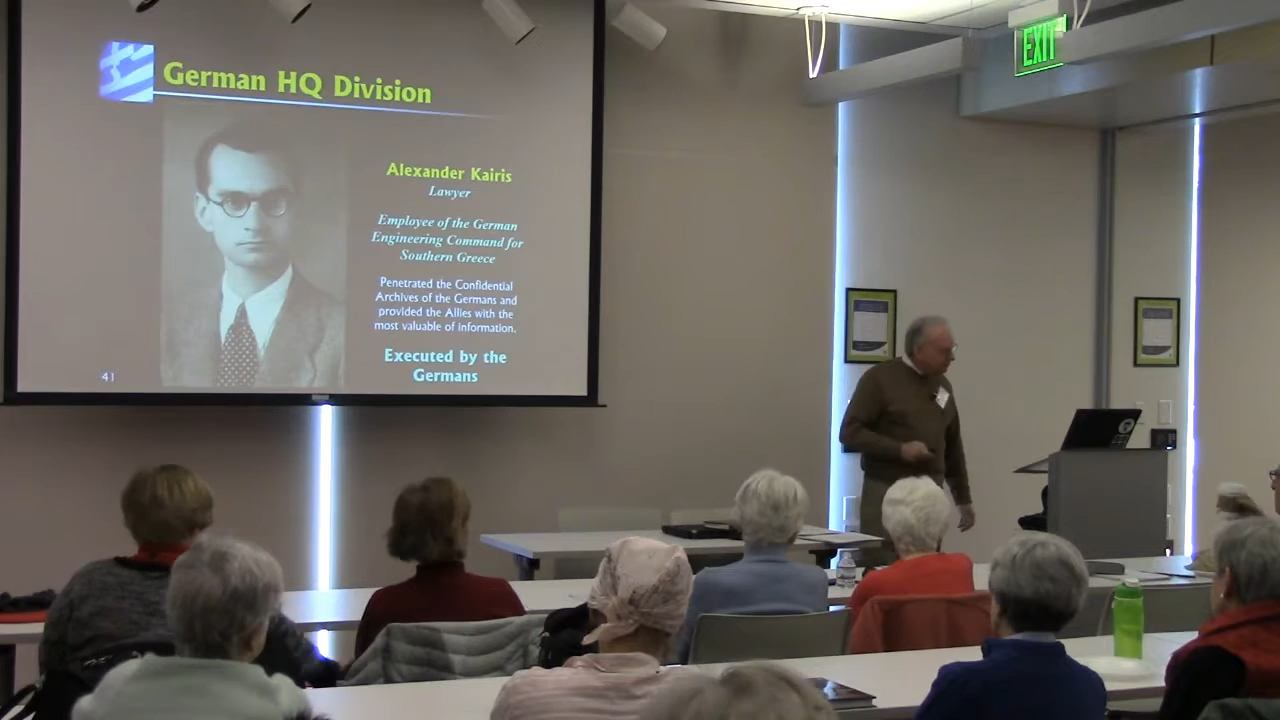 German HQ Division
Alexander Kairis
Lawyer
Employee of the German
Engineering Command for
Southern Greece
Penetrated the Confidential
Archives of the Germans and
provided the Allies with the
most valuable of information.
Executed by the
Germans
41
EXIT